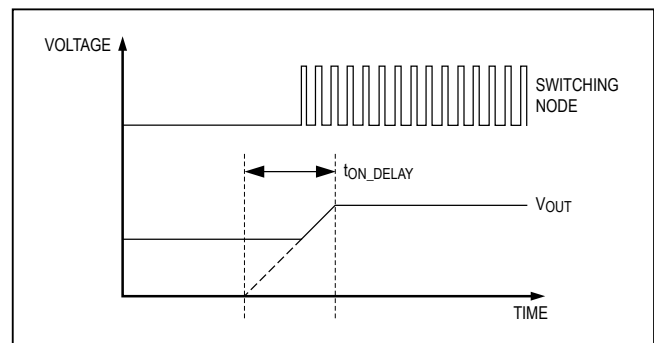 VOLTAGE
SWITCHING
NODE
tON_DELAY
VOUT
TIME